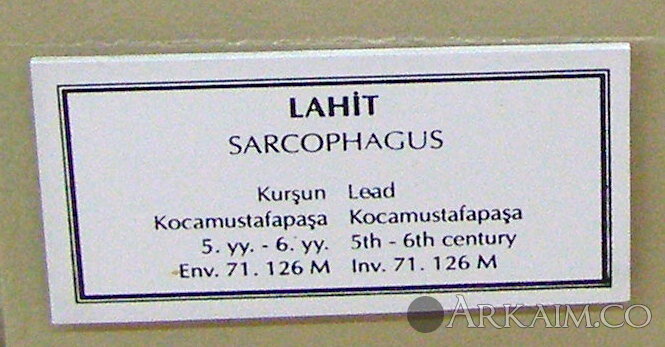 LAHİT
SARCOPHAGUS
Kurşun Lead
Kocamustafapaşa Kocamustafapaşa
5. yy. - 6. yy. 5th - 6th century
Env. 71. 126 M Inv. 71. 126 M
ARKAIM.CO